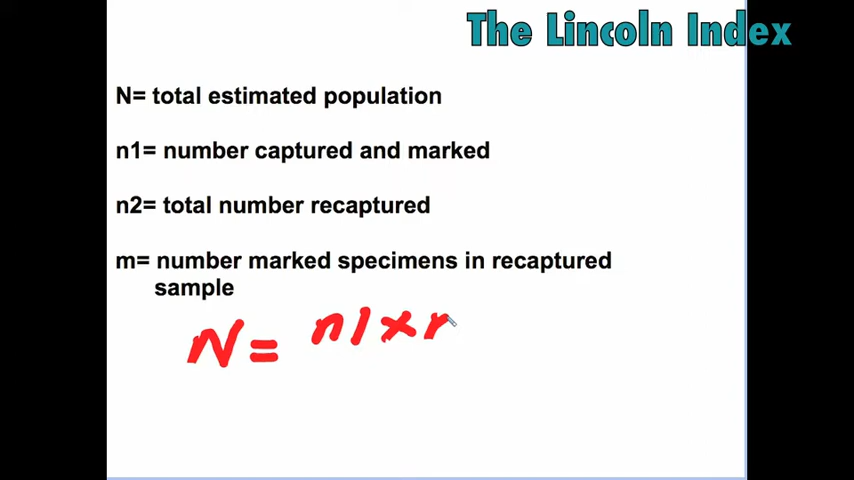 The Lincoln Index
N= total estimated population
n1= number captured and marked
n2= total number recaptured
m= number marked specimens in recaptured
sample
N= n1×r